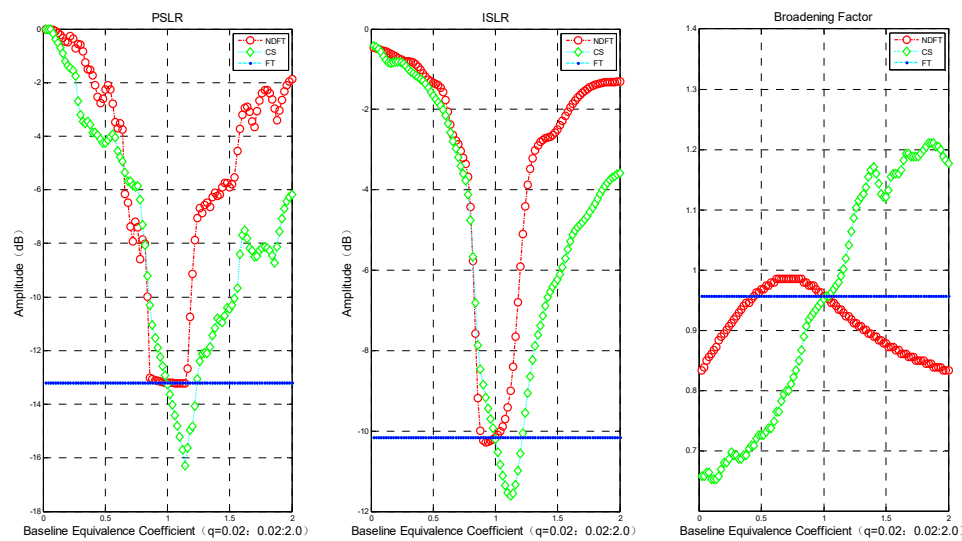 PSLR
NDFT
CS
FT
Amplitude（dB）
0
-2
-4
-6
-8
-10
-12
-14
-16
-18
0
0.5
1
1.5
2
Baseline Equivalence Coefficient（q=0.02：0.02:2.0）
ISLR
NDFT
CS
FT
Amplitude（dB）
0
-2
-4
-6
-8
-10
-12
0
0.5
1
1.5
2
Baseline Equivalence Coefficient（q=0.02：0.02:2.0）
Broadening Factor
NDFT
CS
FT
1.4
1.3
1.2
1.1
1
0.9
0.8
0.7
0
0.5
1
1.5
2
Baseline Equivalence Coefficient（q=0.02：0.02:2.0）